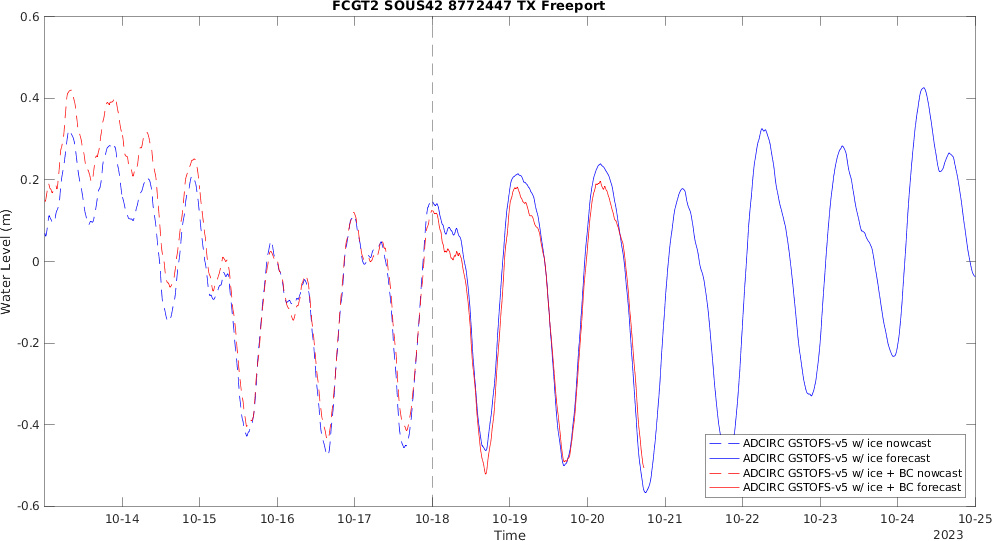 FCGT2 SOUS42 8772447 TX Freeport
0.6
0.4
0.2
0
-0.2
-0.4
-0.6
Water Level (m)
10-14 10-15 10-16 10-17 10-18 10-19 10-20 10-21 10-22 10-23 10-24 10-25
Time
2023
ADCIRC GSTOFS-v5 w/ ice nowcast
ADCIRC GSTOFS-v5 w/ ice forecast
ADCIRC GSTOFS-v5 w/ ice + BC nowcast
ADCIRC GSTOFS-v5 w/ ice + BC forecast